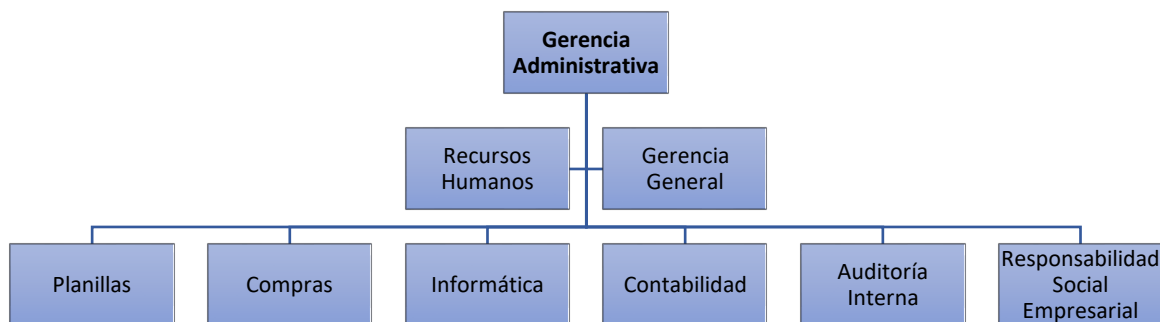 Gerencia
Administrativa
Recursos
Humanos
Gerencia
General
Planillas
Compras
Informática
Contabilidad
Auditoría
Interna
Responsabilidad
Social
Empresarial